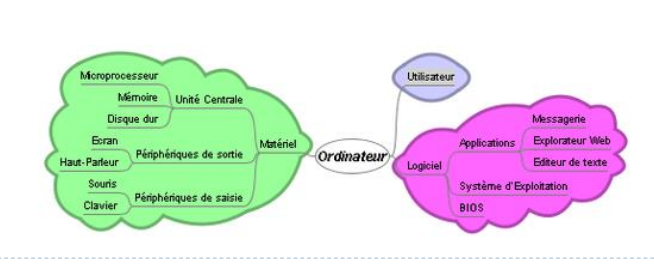 Microprocesseur
Mémoire
Disque dur
Unité Centrale
Ecran
Haut-Parleur
Périphériques de sortie
Souris
Clavier
Périphériques de saisie
Matériel
Ordinateur
Utilisateur
Logiciel
Applications
Messagerie
Explorateur Web
Editeur de texte
Système d'Exploitation
BIOS